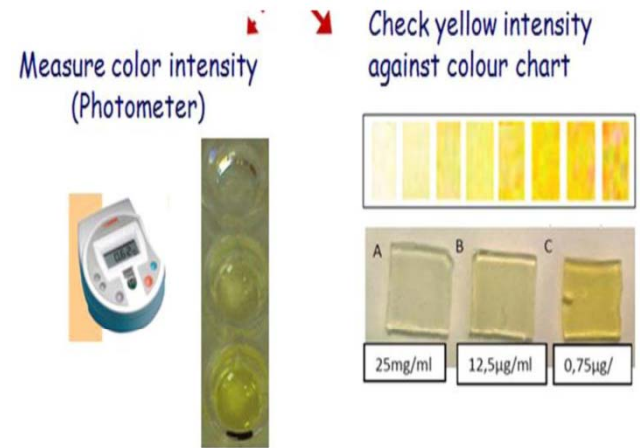 Measure color intensity
(Photometer)
Check yellow intensity
against colour chart
A
B
C
25mg/ml
12,5µg/ml
0,75µg/